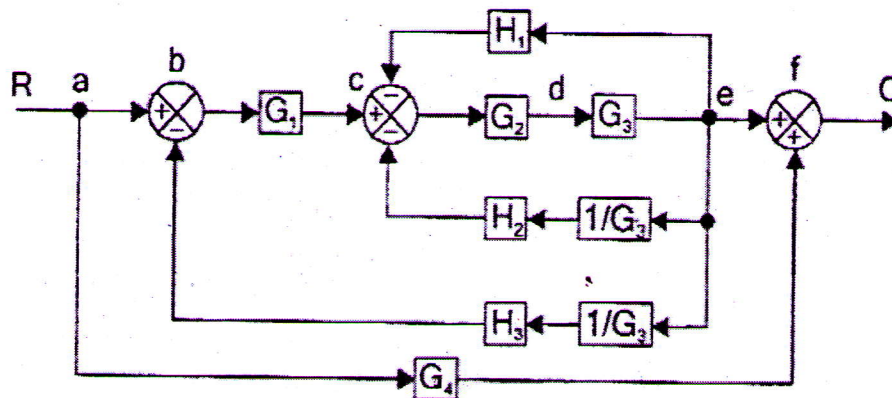 H₁
b
f
R
a
c
d
e
C
+
−
G₁
−
+
−
G₂
G₃
+
+
H₂
1/G₃
H₃
1/G₃
G₄